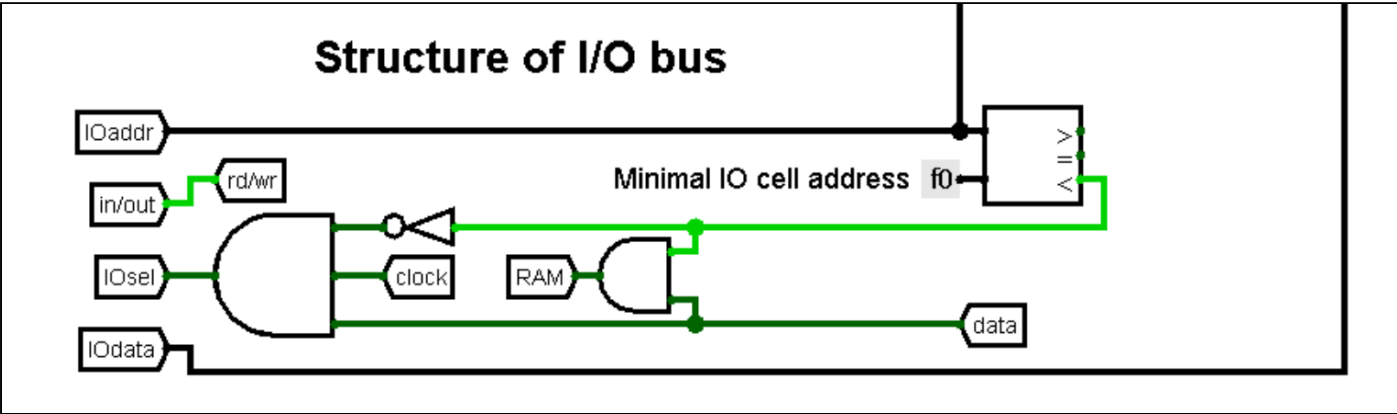 Structure of I/O bus
IOaddr
>
=
<
Minimal IO cell address f0
rd/wr
in/out
IOsel
clock
RAM
data
IOdata